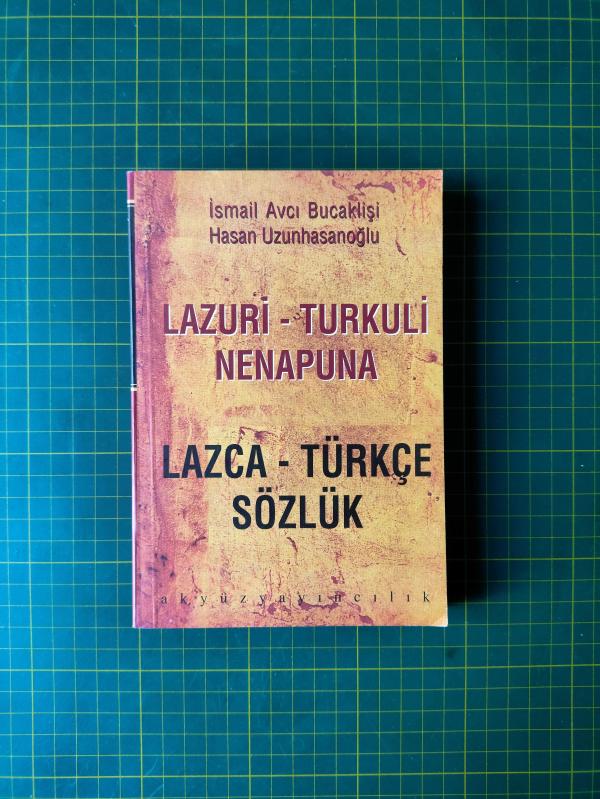 İsmail Avcı Bucaklişi
Hasan Uzunhasanoğlu
LAZURİ - TURKULİ
NENAPUNA
LAZCA - TÜRKÇE
SÖZLÜK
akyüzyayıncılık